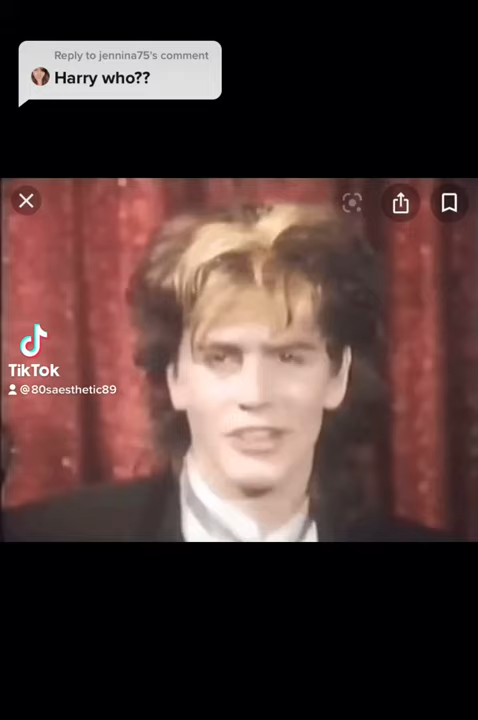 Reply to jennina75's comment
Harry who??
TikTok
@80saesthetic89